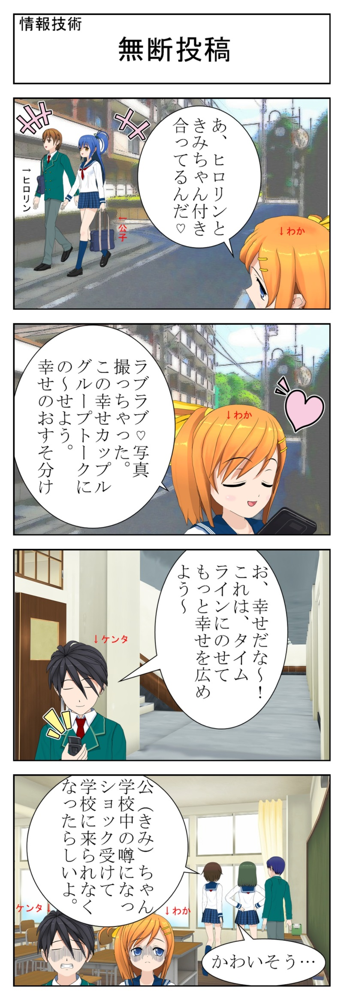 情報技術
無断投稿
あ、ヒロリンと
きみちゃん付き
合ってるんだ♡
→ヒロリン
←公子
↓わか
ラブラブ♡写真
撮っちゃった。
この幸せカップル
グループトークに
の～せよう。
幸せのおすそ分け
↓わか
お、幸せだな～！
これは、タイム
ラインにのせて
もっと幸せを広め
よう～
↓ケンタ
公（きみ）ちゃん
学校中の噂になっ
ショック受けて
学校に来られなく
なったらしいよ。
ケンタ↓
↓わか
かわいそう…